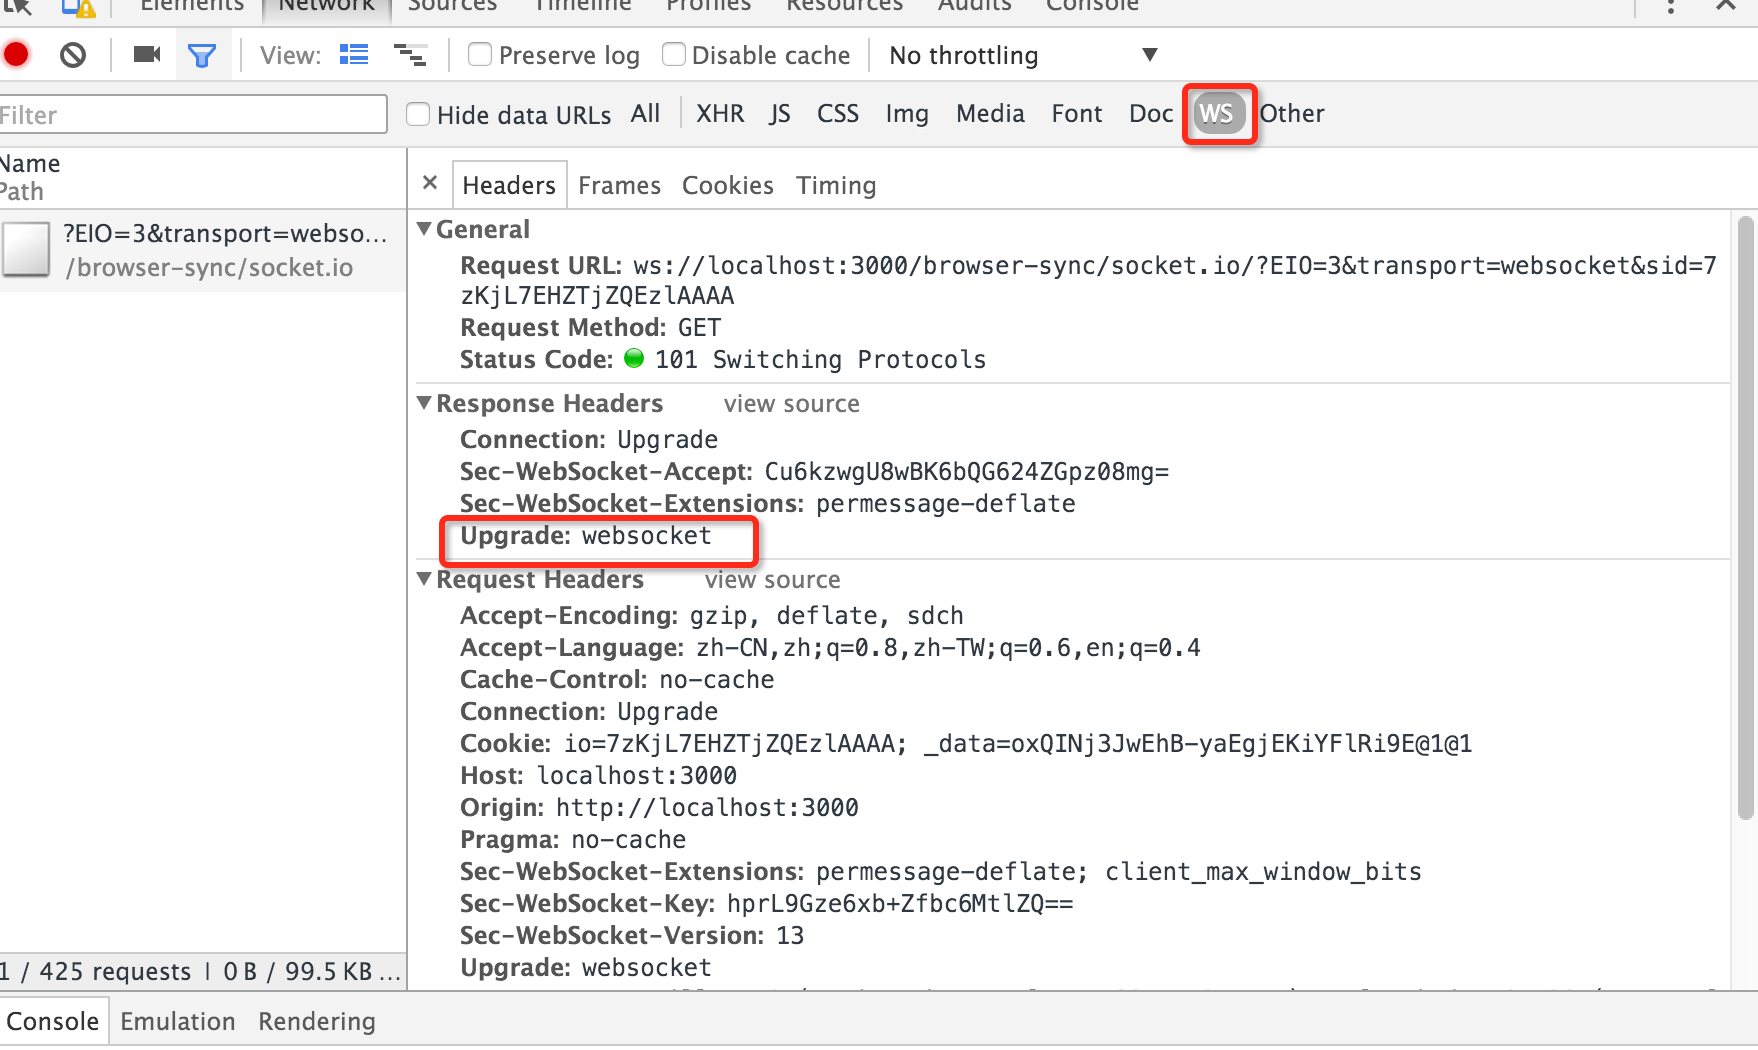 Elements Network Sources Timeline Profiles Resources Audits Console
View: Preserve log Disable cache No throttling
Filter Hide data URLs All XHR JS CSS Img Media Font Doc WS Other
Name
Path
?EIO=3&transport=webso...
/browser-sync/socket.io
Headers Frames Cookies Timing
General
Request URL: ws://localhost:3000/browser-sync/socket.io/?EIO=3&transport=websocket&sid=7
zKjL7EHZTjZQEzlAAAA
Request Method: GET
Status Code: 101 Switching Protocols
Response Headers view source
Connection: Upgrade
Sec-WebSocket-Accept: Cu6kzwgU8wBK6bQG624ZGpz08mg=
Sec-WebSocket-Extensions: permessage-deflate
Upgrade: websocket
Request Headers view source
Accept-Encoding: gzip, deflate, sdch
Accept-Language: zh-CN,zh;q=0.8,zh-TW;q=0.6,en;q=0.4
Cache-Control: no-cache
Connection: Upgrade
Cookie: io=7zKjL7EHZTjZQEzlAAAA; _data=oxQINj3JwEhB-yaEgjEKiYFlRi9E@1@1
Host: localhost:3000
Origin: http://localhost:3000
Pragma: no-cache
Sec-WebSocket-Extensions: permessage-deflate; client_max_window_bits
Sec-WebSocket-Key: hprL9Gze6xb+Zfbc6MtlZQ==
Sec-WebSocket-Version: 13
Upgrade: websocket
1 / 425 requests | 0 B / 99.5 KB ...
Console Emulation Rendering